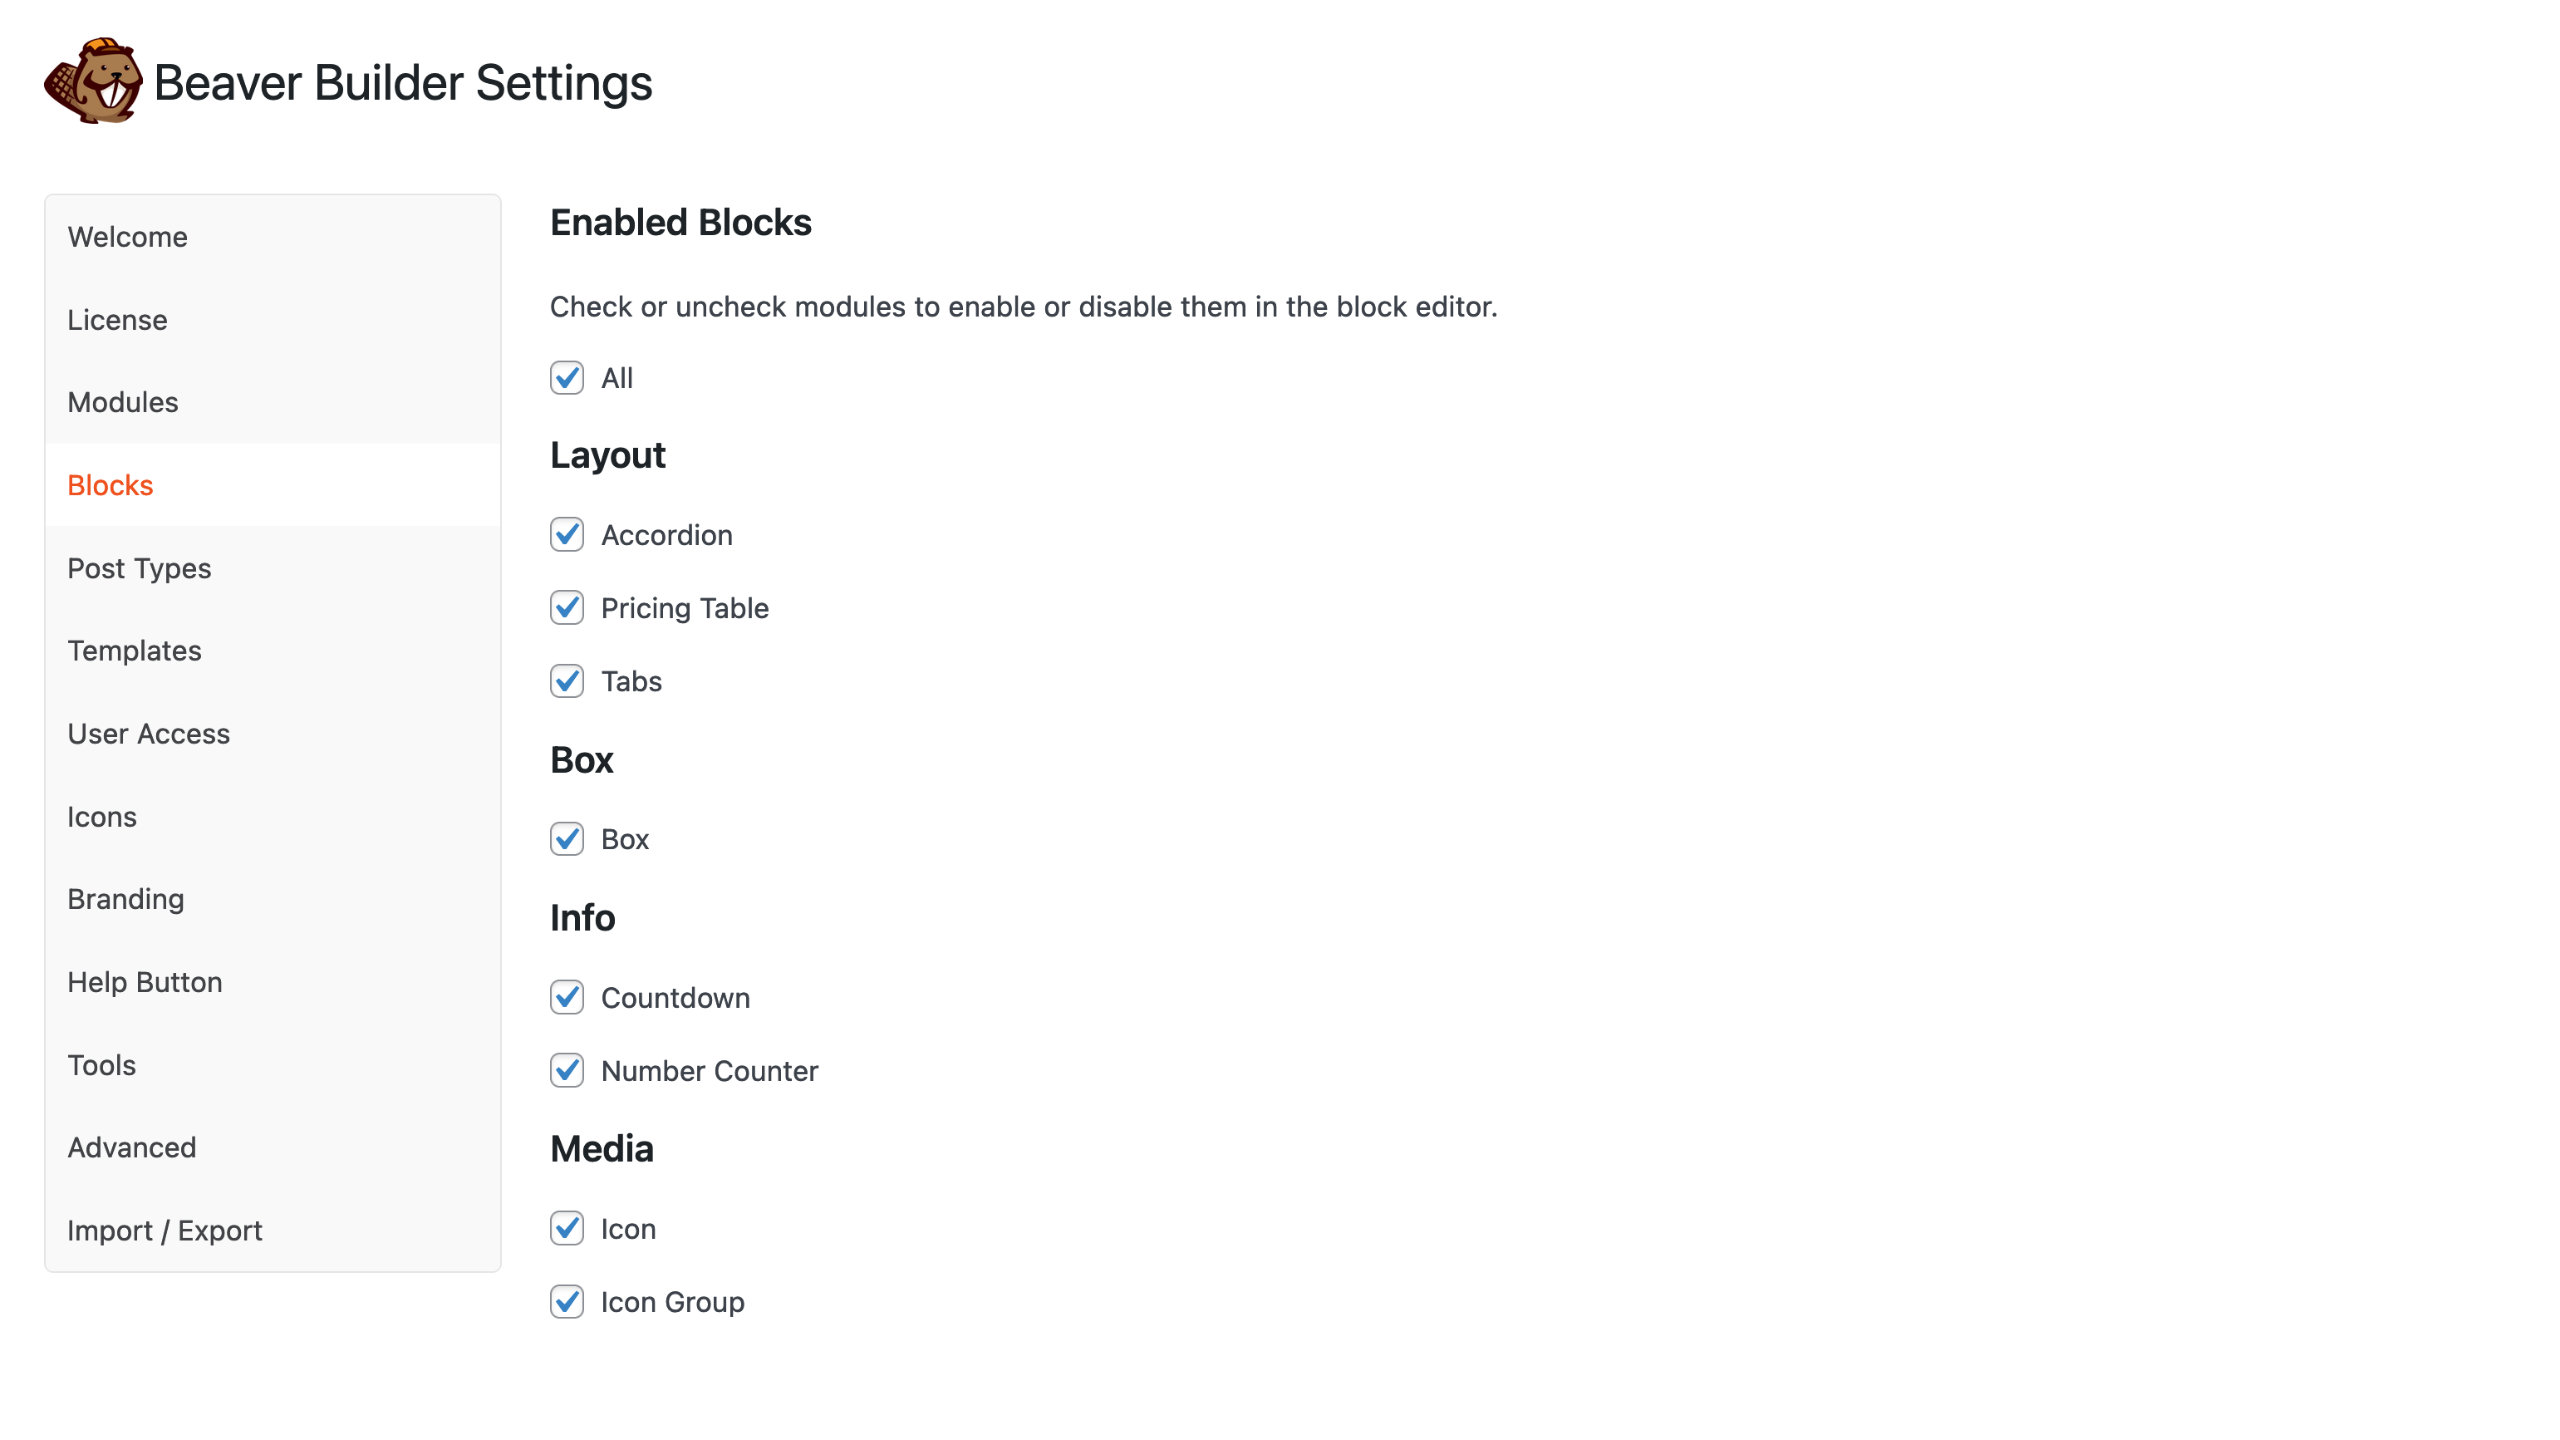 Beaver Builder Settings
Welcome
License
Modules
Blocks
Post Types
Templates
User Access
Icons
Branding
Help Button
Tools
Advanced
Import / Export
Enabled Blocks
Check or uncheck modules to enable or disable them in the block editor.
All
Layout
Accordion
Pricing Table
Tabs
Box
Box
Info
Countdown
Number Counter
Media
Icon
Icon Group